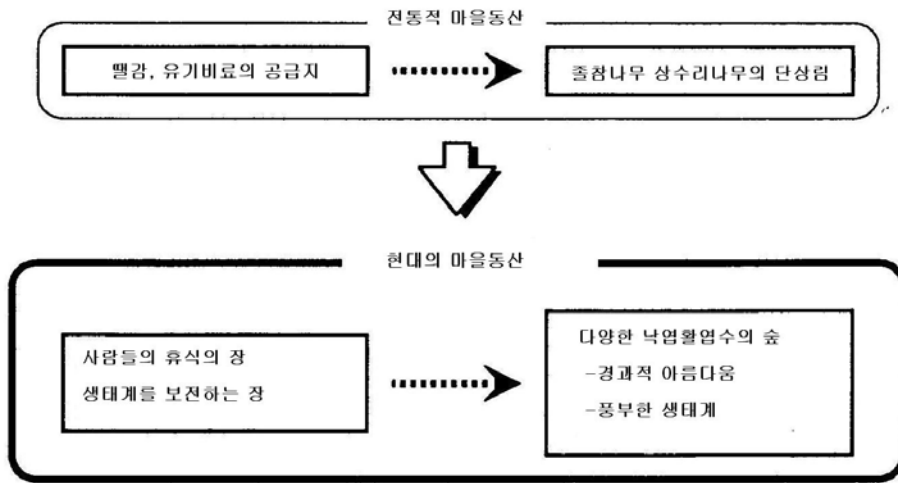 전통적 마을동산
땔감, 유기비료의 공급지
졸참나무 상수리나무의 단상림
현대의 마을동산
사람들의 휴식의 장
생태계를 보전하는 장
다양한 낙엽활엽수의 숲
-경과적 아름다움
-풍부한 생태계